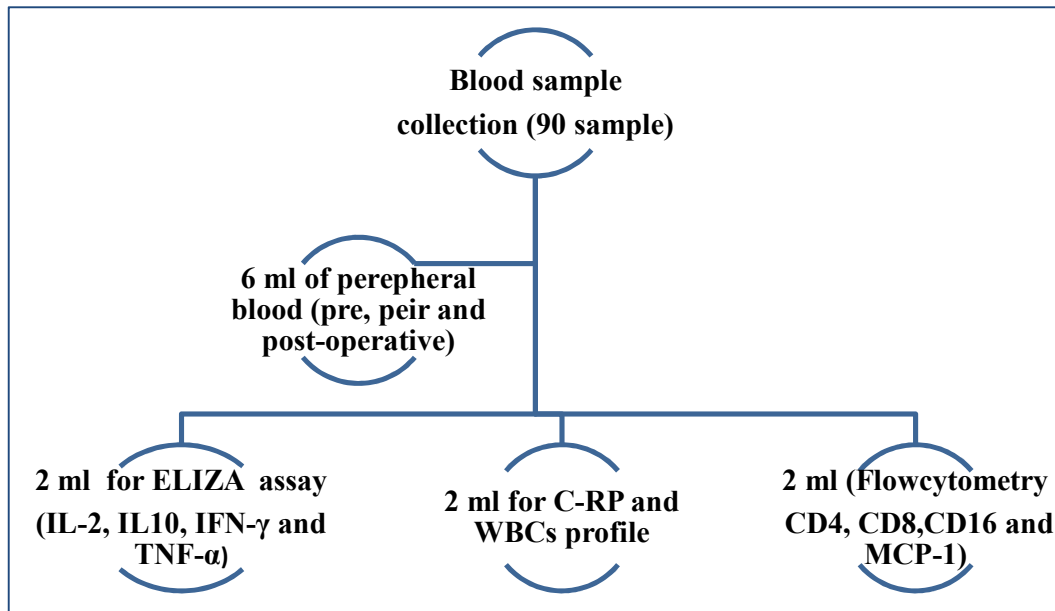 Blood sample
collection (90 sample)
6 ml of perepheral
blood (pre, peir and
post-operative)
2 ml for ELIZA assay
(IL-2, IL10, IFN-γ and
TNF-α)
2 ml for C-RP and
WBCs profile
2 ml (Flowcytometry
CD4, CD8,CD16 and
MCP-1)